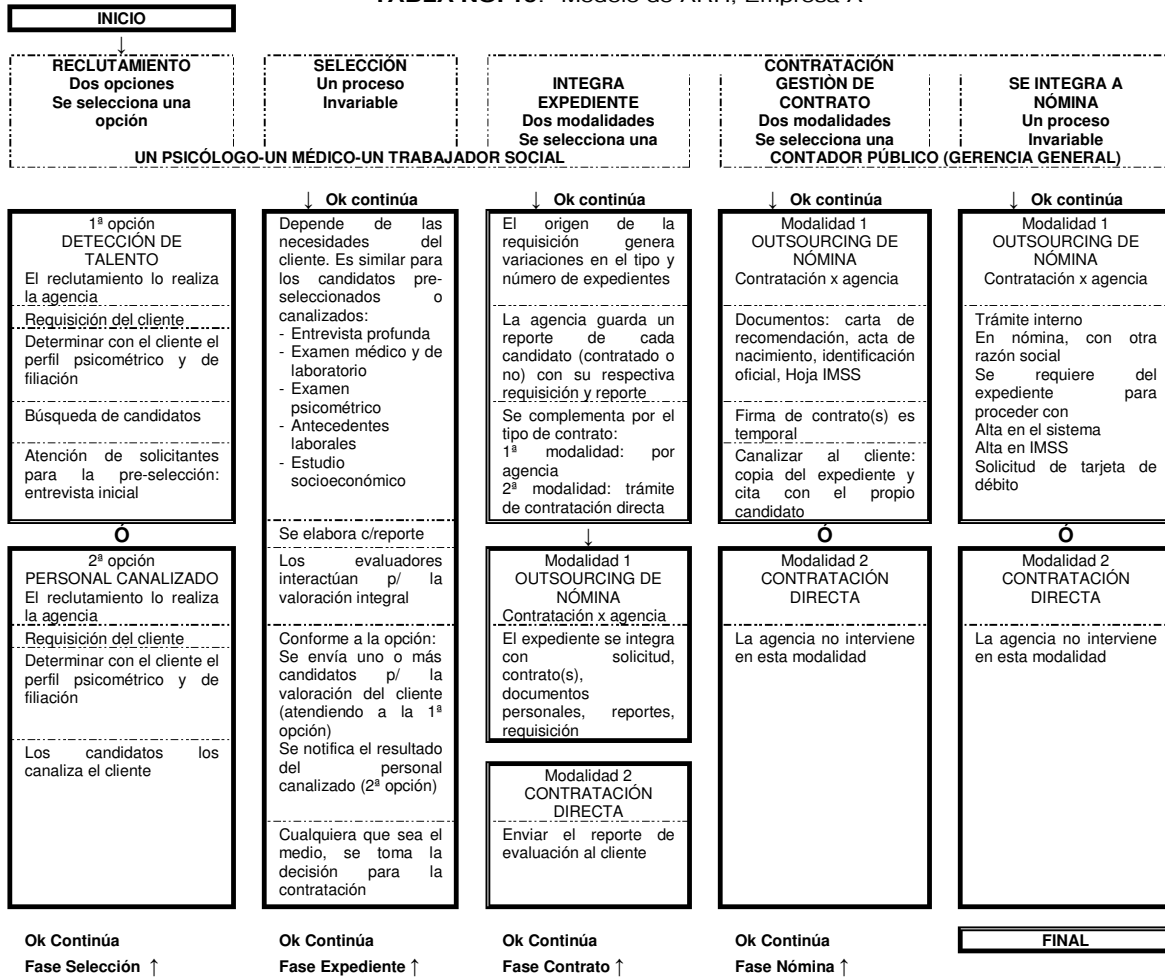 TABLA NO. 18. Modelo de ARH, Empresa A
INICIO
↓
RECLUTAMIENTO
Dos opciones
Se selecciona una
opción
SELECCIÓN
Un proceso
Invariable
CONTRATACIÓN
INTEGRA
EXPEDIENTE
Dos modalidades
Se selecciona una
GESTIÒN DE
CONTRATO
Dos modalidades
Se selecciona una
SE INTEGRA A
NÓMINA
Un proceso
Invariable
UN PSICÓLOGO-UN MÉDICO-UN TRABAJADOR SOCIAL
CONTADOR PÚBLICO (GERENCIA GENERAL)
1ª opción
DETECCIÓN DE
TALENTO
El reclutamiento lo realiza
la agencia
Requisición del cliente
Determinar con el cliente el
perfil psicométrico y de
filiación
Búsqueda de candidatos
Atención de solicitantes
para la pre-selección:
entrevista inicial
Ó
2ª opción
PERSONAL CANALIZADO
El reclutamiento lo realiza
la agencia
Requisición del cliente
Determinar con el cliente el
perfil psicométrico y de
filiación
Los candidatos los
canaliza el cliente
Ok Continúa
Fase Selección ↑
↓ Ok continúa
Depende de las
necesidades del
cliente. Es similar para
los candidatos pre-
seleccionados o
canalizados:
- Entrevista profunda
- Examen médico y de
laboratorio
- Examen
psicométrico
- Antecedentes
laborales
- Estudio
socioeconómico
Se elabora c/reporte
Los evaluadores
interactúan p/ la
valoración integral
Conforme a la opción:
Se envía uno o más
candidatos p/ la
valoración del cliente
(atendiendo a la 1ª
opción)
Se notifica el resultado
del personal
canalizado (2ª opción)
Cualquiera que sea el
medio, se toma la
decisión para la
contratación
Ok Continúa
Fase Expediente ↑
↓ Ok continúa
El origen de la
requisición genera
variaciones en el tipo y
número de expedientes
La agencia guarda un
reporte de cada
candidato (contratado o
no) con su respectiva
requisición y reporte
Se complementa por el
tipo de contrato:
1ª modalidad: por
agencia
2ª modalidad: trámite
de contratación directa
↓
Modalidad 1
OUTSOURCING DE
NÓMINA
Contratación x agencia
El expediente se integra
con solicitud,
contrato(s),
documentos
personales, reportes,
requisición
Modalidad 2
CONTRATACIÓN
DIRECTA
Enviar el reporte de
evaluación al cliente
Ok Continúa
Fase Contrato ↑
↓ Ok continúa
Modalidad 1
OUTSOURCING DE
NÓMINA
Contratación x agencia
Documentos: carta de
recomendación, acta de
nacimiento, identificación
oficial, Hoja IMSS
Firma de contrato(s) es
temporal
Canalizar al cliente:
copia del expediente y
cita con el propio
candidato
Ó
Modalidad 2
CONTRATACIÓN
DIRECTA
La agencia no interviene
en esta modalidad
Ok Continúa
Fase Nómina ↑
↓ Ok continúa
Modalidad 1
OUTSOURCING DE
NÓMINA
Contratación x agencia
Trámite interno
En nómina, con otra
razón social
Se requiere del
expediente para
proceder con
Alta en el sistema
Alta en IMSS
Solicitud de tarjeta de
débito
Ó
Modalidad 2
CONTRATACIÓN
DIRECTA
La agencia no interviene
en esta modalidad
FINAL